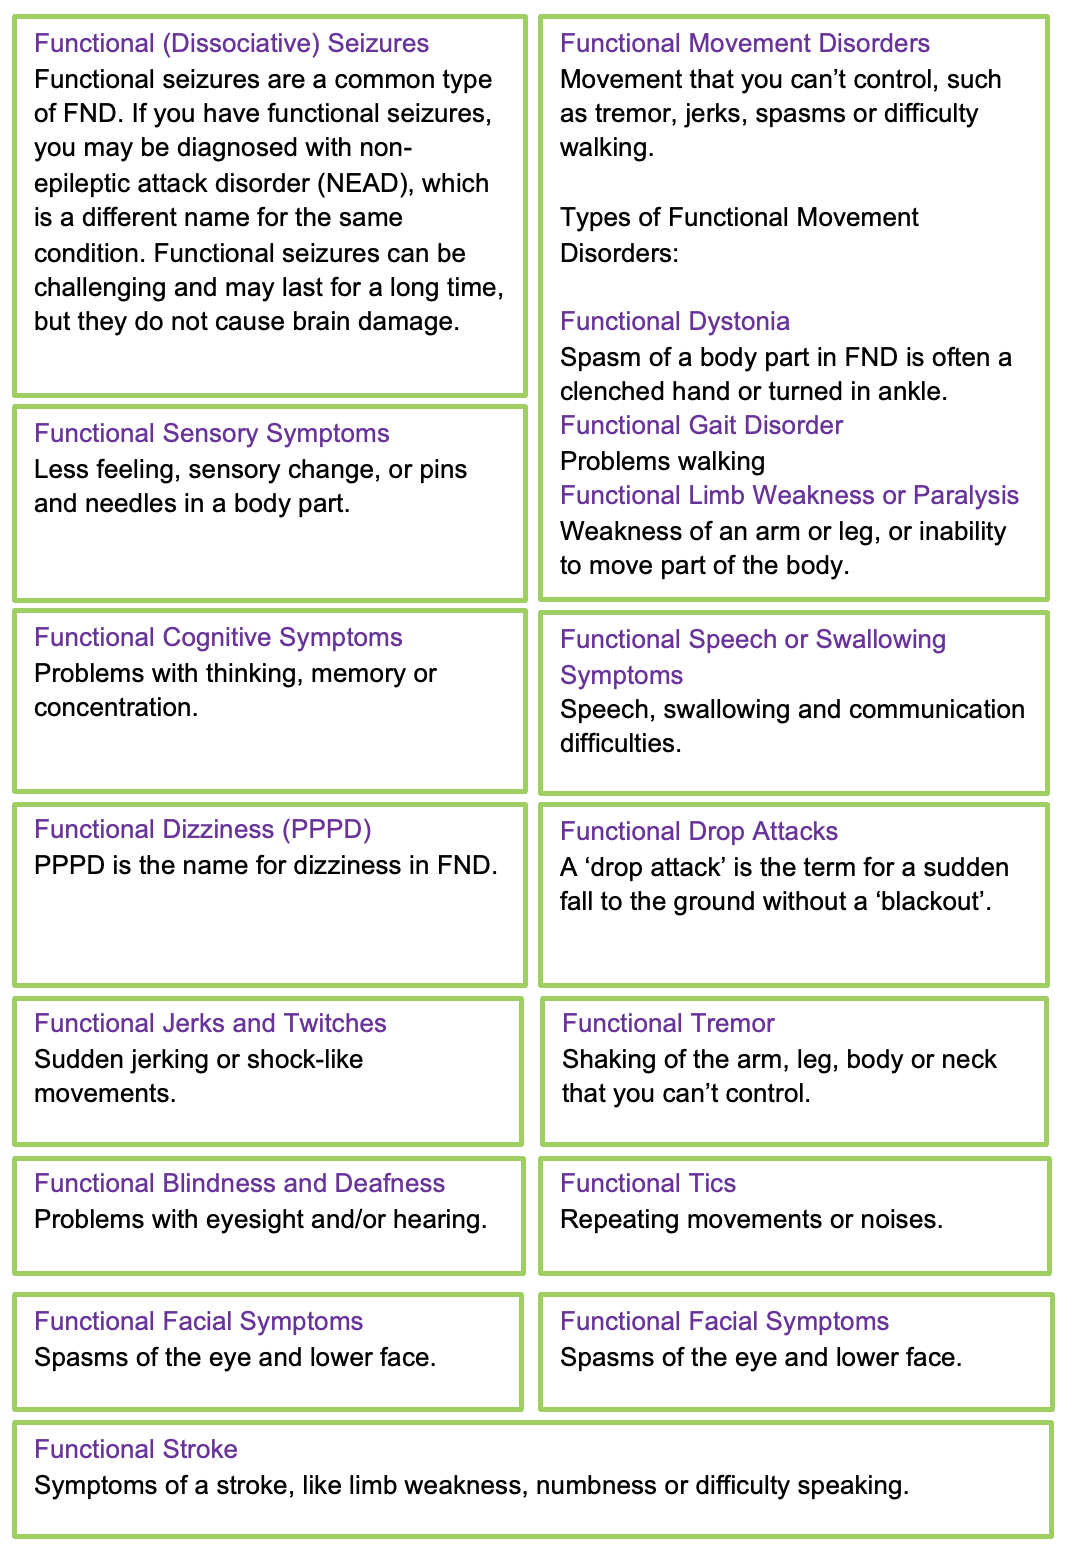 Functional (Dissociative) Seizures
Functional seizures are a common type
of FND. If you have functional seizures,
you may be diagnosed with non-
epileptic attack disorder (NEAD), which
is a different name for the same
condition. Functional seizures can be
challenging and may last for a long time,
but they do not cause brain damage.
Functional Movement Disorders
Movement that you can’t control, such
as tremor, jerks, spasms or difficulty
walking.
Types of Functional Movement
Disorders:
Functional Dystonia
Spasm of a body part in FND is often a
clenched hand or turned in ankle.
Functional Gait Disorder
Problems walking
Functional Limb Weakness or Paralysis
Weakness of an arm or leg, or inability
to move part of the body.
Functional Sensory Symptoms
Less feeling, sensory change, or pins
and needles in a body part.
Functional Cognitive Symptoms
Problems with thinking, memory or
concentration.
Functional Speech or Swallowing
Symptoms
Speech, swallowing and communication
difficulties.
Functional Dizziness (PPPD)
PPPD is the name for dizziness in FND.
Functional Drop Attacks
A ‘drop attack’ is the term for a sudden
fall to the ground without a ‘blackout’.
Functional Jerks and Twitches
Sudden jerking or shock-like
movements.
Functional Tremor
Shaking of the arm, leg, body or neck
that you can’t control.
Functional Blindness and Deafness
Problems with eyesight and/or hearing.
Functional Tics
Repeating movements or noises.
Functional Facial Symptoms
Spasms of the eye and lower face.
Functional Facial Symptoms
Spasms of the eye and lower face.
Functional Stroke
Symptoms of a stroke, like limb weakness, numbness or difficulty speaking.